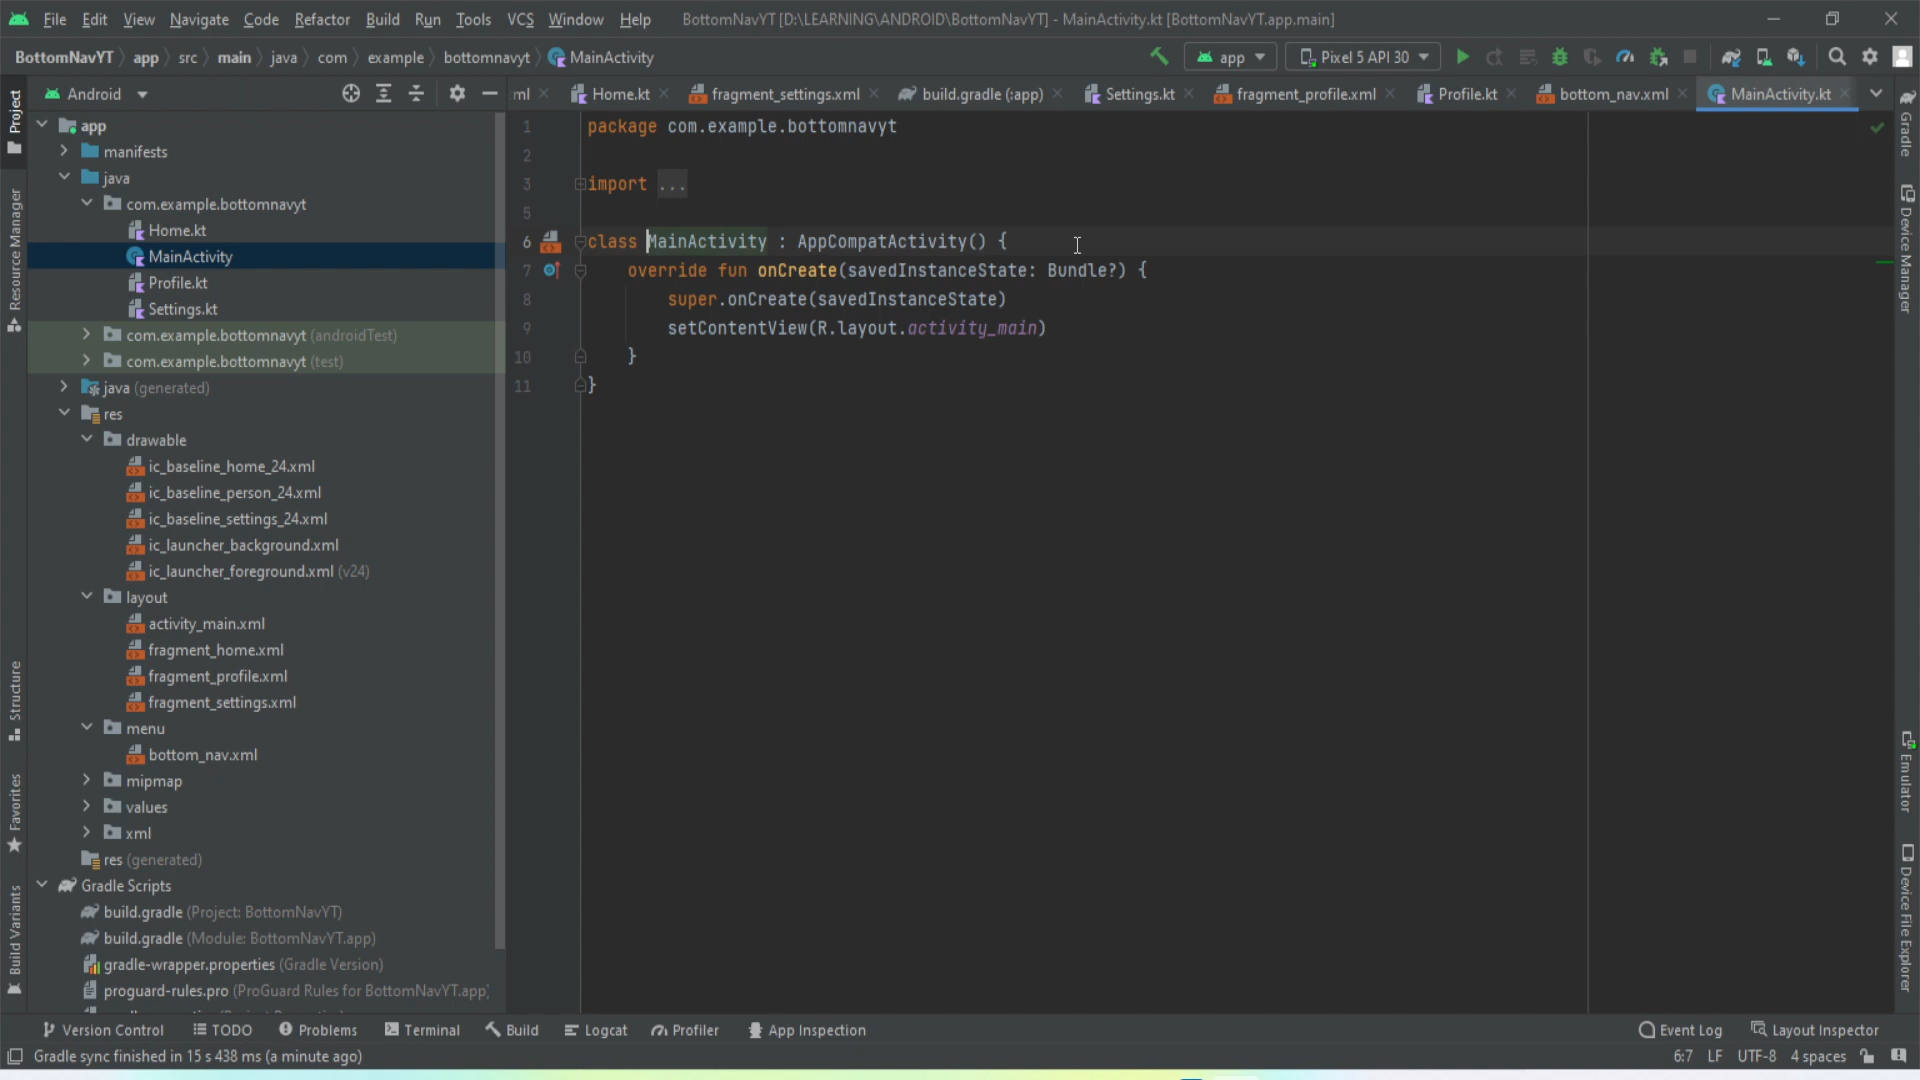 File Edit View Navigate Code Refactor Build Run Tools VCS Window Help BottomNavYT [D:\LEARNING\ANDROID\BottomNavYT] - MainActivity.kt [BottomNavYT.app.main]
BottomNavYT app src main java com example bottomnavyt MainActivity app Pixel 5 API 30
Android
ml Home.kt fragment_settings.xml build.gradle (:app) Settings.kt fragment_profile.xml Profile.kt bottom_nav.xml MainActivity.kt
Project
Resource Manager
Structure
Favorites
Build Variants
app
manifests
java
com.example.bottomnavyt
Home.kt
MainActivity
Profile.kt
Settings.kt
com.example.bottomnavyt (androidTest)
com.example.bottomnavyt (test)
java (generated)
res
drawable
ic_baseline_home_24.xml
ic_baseline_person_24.xml
ic_baseline_settings_24.xml
ic_launcher_background.xml
ic_launcher_foreground.xml (v24)
layout
activity_main.xml
fragment_home.xml
fragment_profile.xml
fragment_settings.xml
menu
bottom_nav.xml
mipmap
values
xml
res (generated)
Gradle Scripts
build.gradle (Project: BottomNavYT)
build.gradle (Module: BottomNavYT.app)
gradle-wrapper.properties (Gradle Version)
proguard-rules.pro (ProGuard Rules for BottomNavYT.app)
1 package com.example.bottomnavyt
2
3 import ...
5
6 class MainActivity : AppCompatActivity() {
7 override fun onCreate(savedInstanceState: Bundle?) {
8 super.onCreate(savedInstanceState)
9 setContentView(R.layout.activity_main)
10 }
11 }
Gradle
Device Manager
Emulator
Device File Explorer
Version Control TODO Problems Terminal Build Logcat Profiler App Inspection Event Log Layout Inspector
Gradle sync finished in 15 s 438 ms (a minute ago) 6:7 LF UTF-8 4 spaces